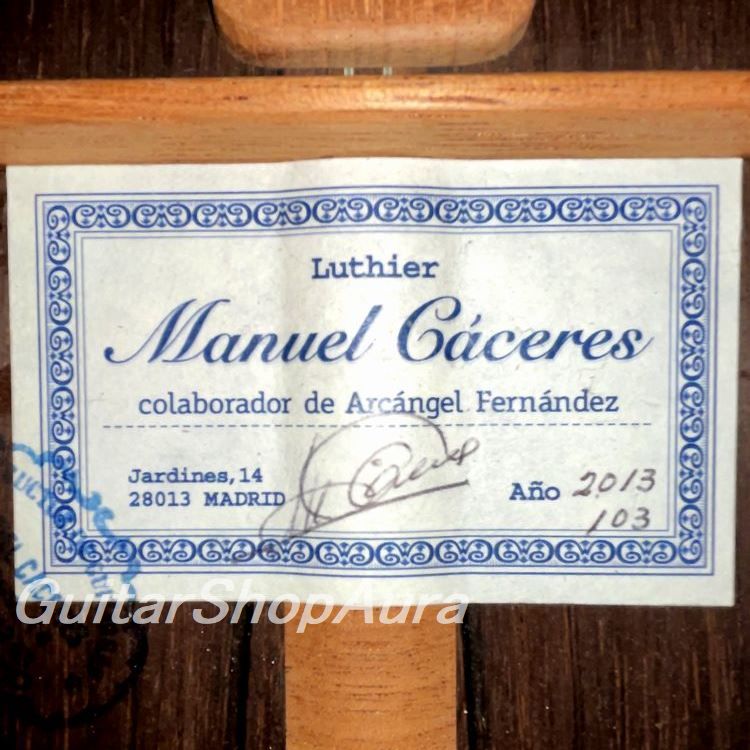 Luthier
Manuel Cáceres
colaborador de Arcángel Fernández
Jardines,14
28013 MADRID
Año 2013
103
GuitarShopAura